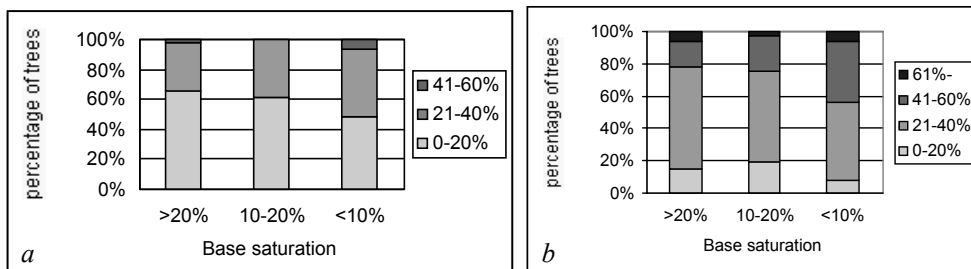 percentage of trees
100%
80%
60%
40%
20%
0%
>20% 10-20% <10%
Base saturation
41-60%
21-40%
0-20%
a
percentage of trees
100%
80%
60%
40%
20%
0%
>20% 10-20% <10%
Base saturation
61%-
41-60%
21-40%
0-20%
b